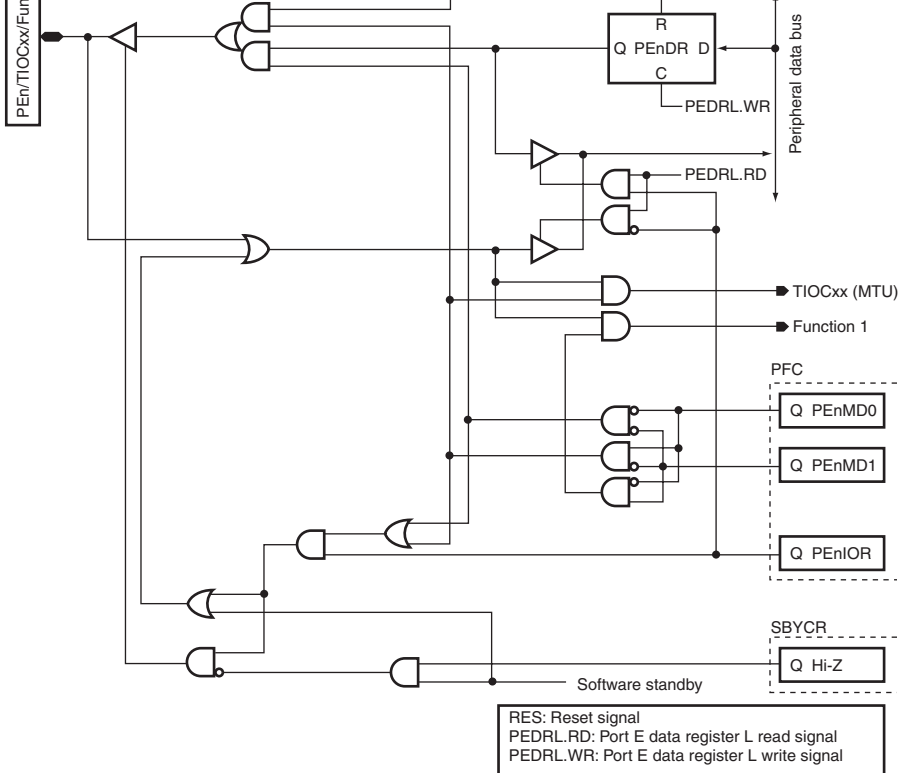 PEn/TIOCxx/Fun
R
Q PEnDR D
C
PEDRL.WR
Peripheral data bus
PEDRL.RD
TIOCxx (MTU)
Function 1
PFC
Q PEnMD0
Q PEnMD1
Q PEnIOR
SBYCR
Q Hi-Z
Software standby
RES: Reset signal
PEDRL.RD: Port E data register L read signal
PEDRL.WR: Port E data register L write signal